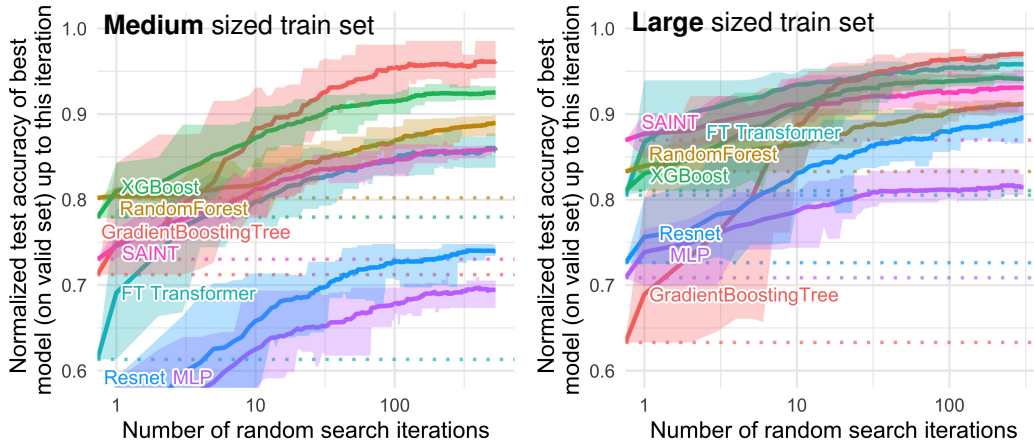 Normalized test accuracy of best
model (on valid set) up to this iteration
Medium sized train set
1.0
0.9
0.8
0.7
0.6
XGBoost
RandomForest
GradientBoostingTree
SAINT
FT Transformer
Resnet MLP
1 10 100
Number of random search iterations
Normalized test accuracy of best
model (on valid set) up to this iteration
Large sized train set
1.0
0.9
0.8
0.7
0.6
SAINT
FT Transformer
RandomForest
XGBoost
Resnet
MLP
GradientBoostingTree
1 10 100
Number of random search iterations